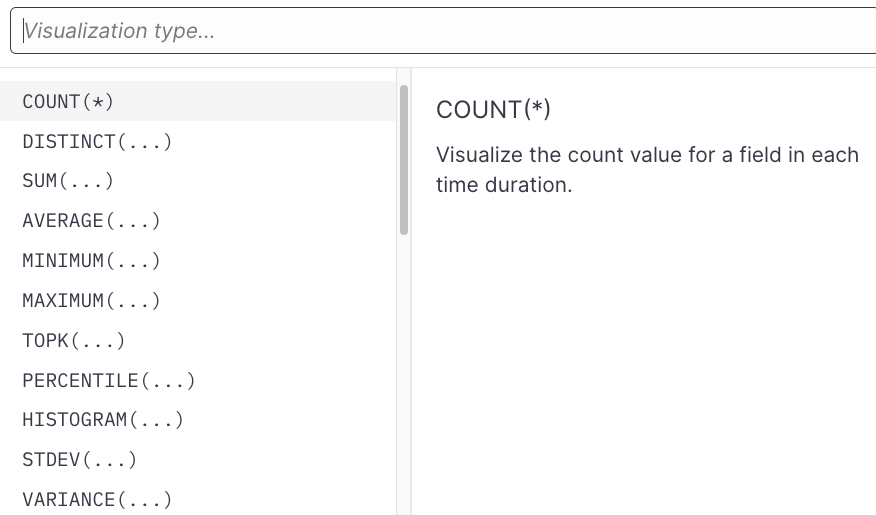 Visualization type...
COUNT(*)
DISTINCT(...)
SUM(...)
AVERAGE(...)
MINIMUM(...)
MAXIMUM(...)
TOPK(...)
PERCENTILE(...)
HISTOGRAM(...)
STDEV(...)
VARIANCE(...)
COUNT(*)
Visualize the count value for a field in each
time duration.